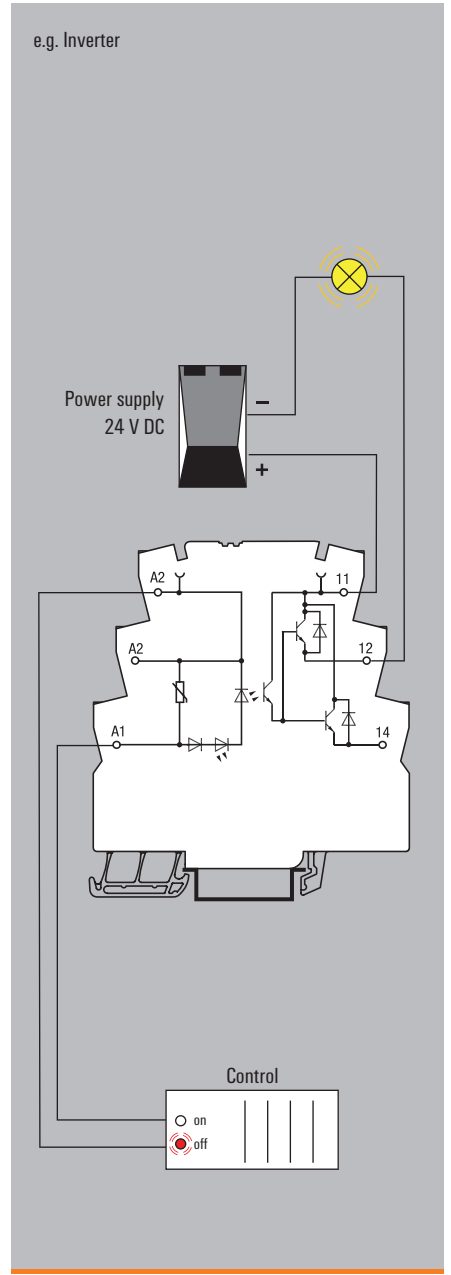 e.g. Inverter
Power supply
24 V DC
–
+
A2
11
A2
12
A1
14
Control
on
off